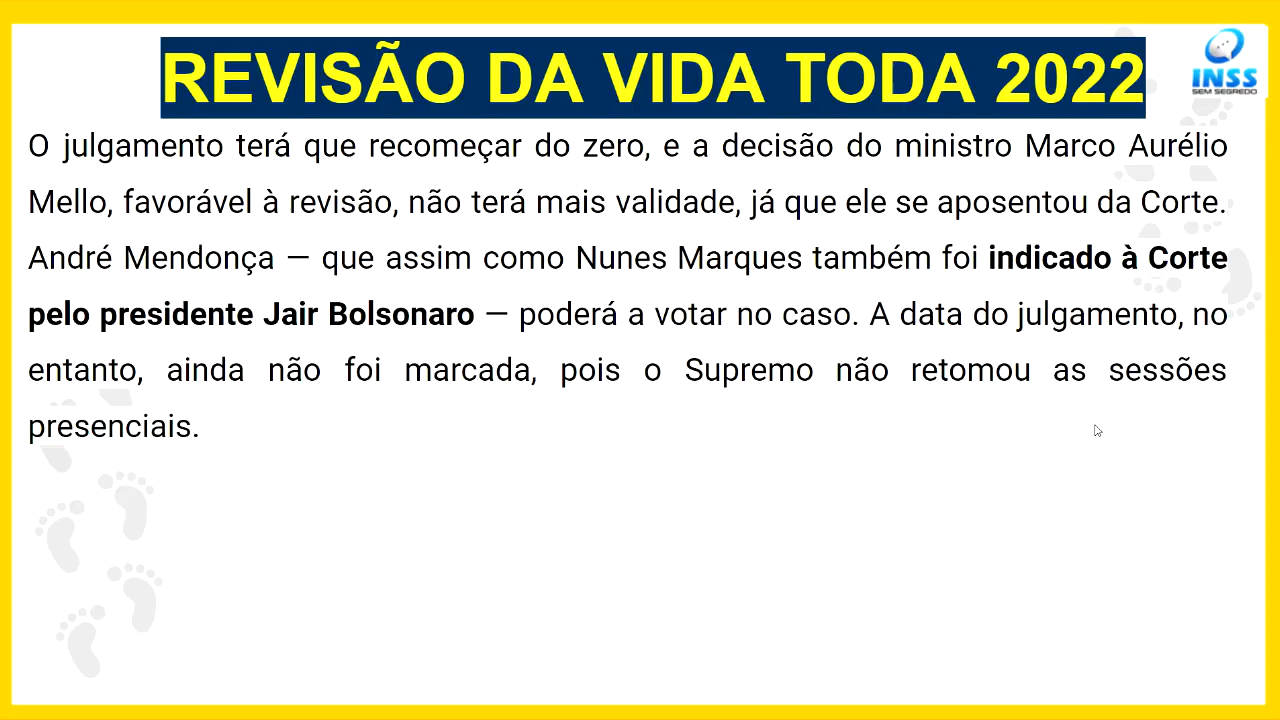 REVISÃO DA VIDA TODA 2022
INSS
SEM SEGREDO
O julgamento terá que recomeçar do zero, e a decisão do ministro Marco Aurélio
Mello, favorável à revisão, não terá mais validade, já que ele se aposentou da Corte.
André Mendonça — que assim como Nunes Marques também foi indicado à Corte
pelo presidente Jair Bolsonaro — poderá a votar no caso. A data do julgamento, no
entanto, ainda não foi marcada, pois o Supremo não retomou as sessões
presenciais.